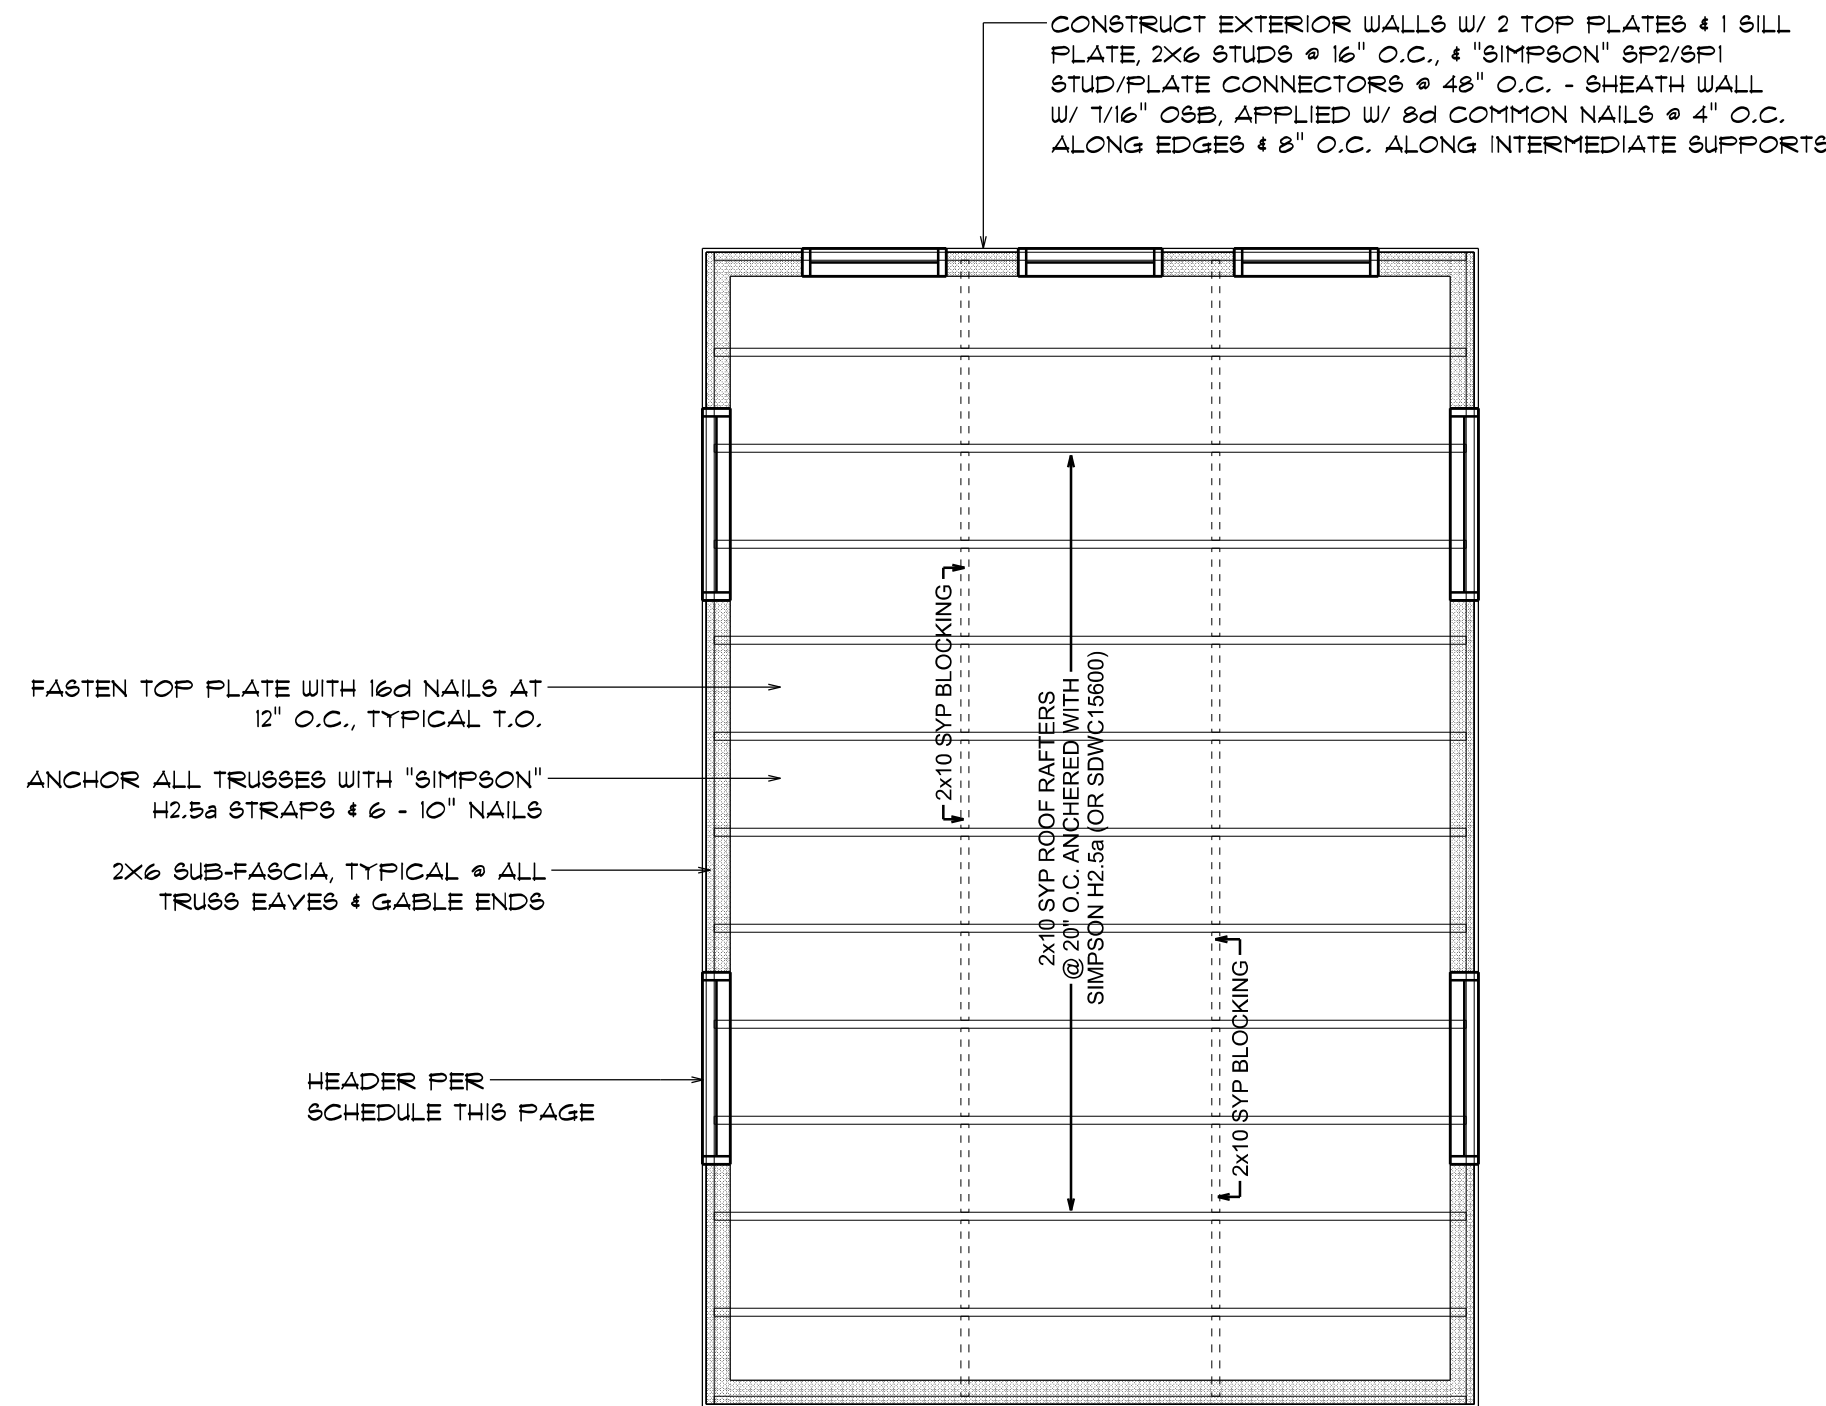 CONSTRUCT EXTERIOR WALLS W/ 2 TOP PLATES & 1 SILL
PLATE, 2X6 STUDS @ 16" O.C., & "SIMPSON" SP2/SP1
STUD/PLATE CONNECTORS @ 48" O.C. - SHEATH WALL
W/ 7/16" OSB, APPLIED W/ 8d COMMON NAILS @ 4" O.C.
ALONG EDGES & 8" O.C. ALONG INTERMEDIATE SUPPORTS
FASTEN TOP PLATE WITH 16d NAILS AT
12" O.C., TYPICAL T.O.
ANCHOR ALL TRUSSES WITH "SIMPSON"
H2.5a STRAPS & 6 - 10" NAILS
2X6 SUB-FASCIA, TYPICAL @ ALL
TRUSS EAVES & GABLE ENDS
HEADER PER
SCHEDULE THIS PAGE
2x10 SYP BLOCKING
2x10 SYP ROOF RAFTERS
@ 20" O.C. ANCHERED WITH
SIMPSON H2.5a (OR SDWC15600)
2x10 SYP BLOCKING